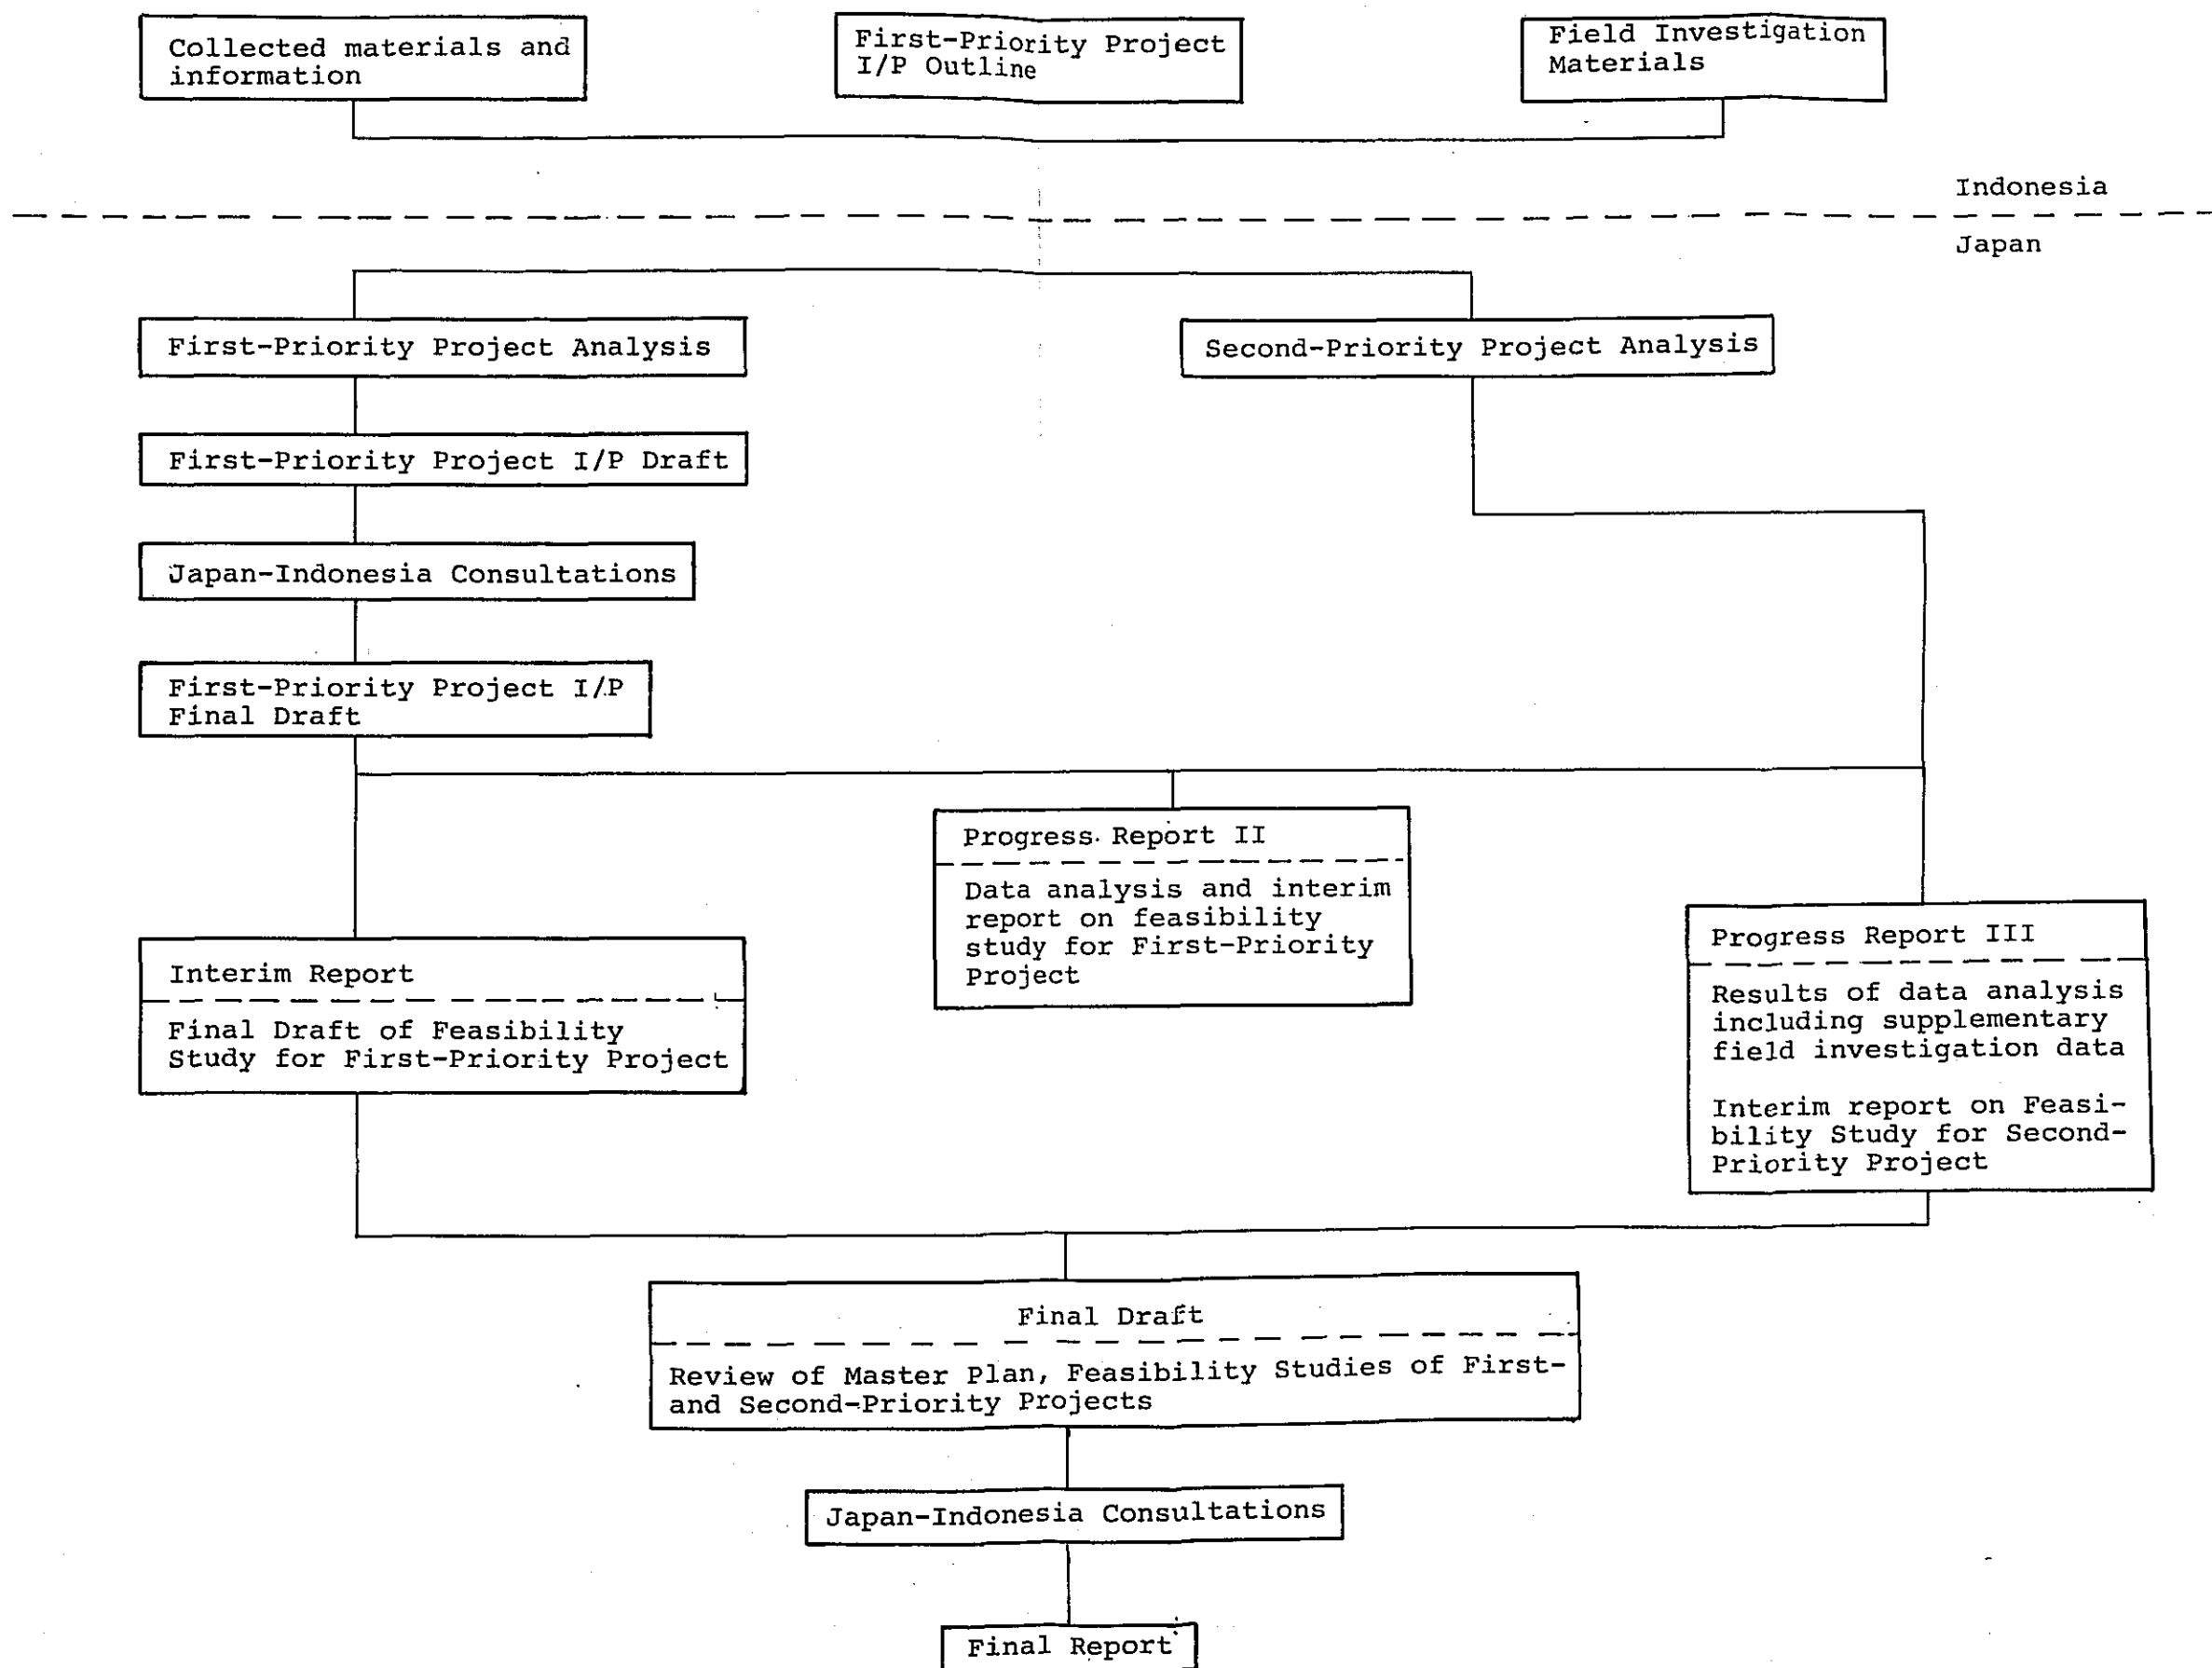 Collected materials and
information
First-Priority Project
I/P Outline
Field Investigation
Materials
Indonesia
Japan
First-Priority Project Analysis
Second-Priority Project Analysis
First-Priority Project I/P Draft
Japan-Indonesia Consultations
First-Priority Project I/P
Final Draft
Progress Report II
Data analysis and interim
report on feasibility
study for First-Priority
Project
Interim Report
Final Draft of Feasibility
Study for First-Priority Project
Progress Report III
Results of data analysis
including supplementary
field investigation data
Interim report on Feasi-
bility Study for Second-
Priority Project
Final Draft
Review of Master Plan, Feasibility Studies of First-
and Second-Priority Projects
Japan-Indonesia Consultations
Final Report